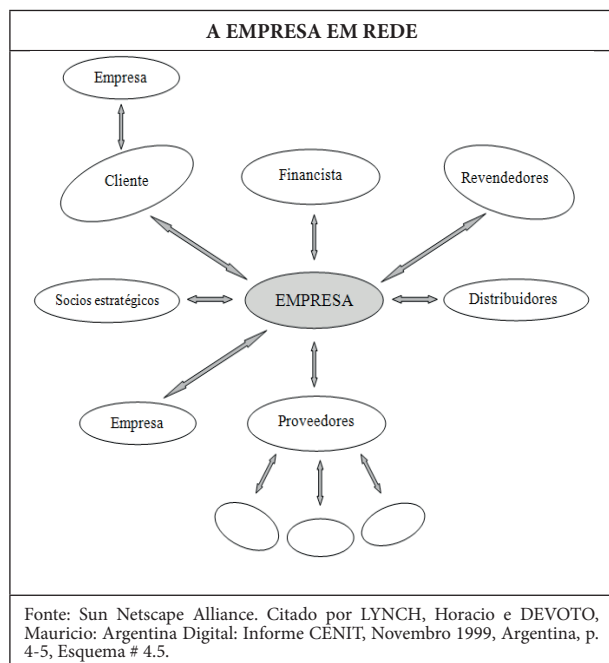 A EMPRESA EM REDE
Empresa
Cliente
Financista
Revendedores
Socios estratégicos
EMPRESA
Distribuidores
Empresa
Proveedores
Fonte: Sun Netscape Alliance. Citado por LYNCH, Horacio e DEVOTO,
Mauricio: Argentina Digital: Informe CENIT, Novembro 1999, Argentina, p.
4-5, Esquema # 4.5.